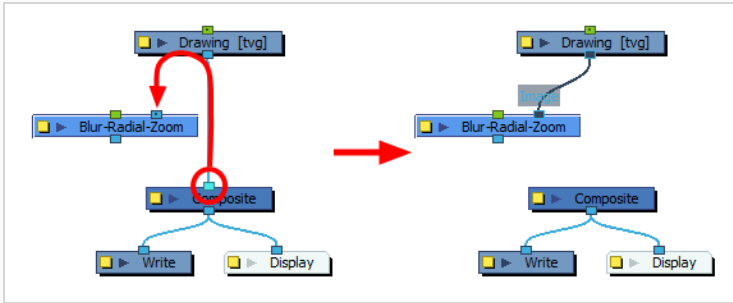 Drawing [tvg]
Blur-Radial-Zoom
Composite
Write
Display
Drawing [tvg]
Image
Blur-Radial-Zoom
Composite
Write
Display